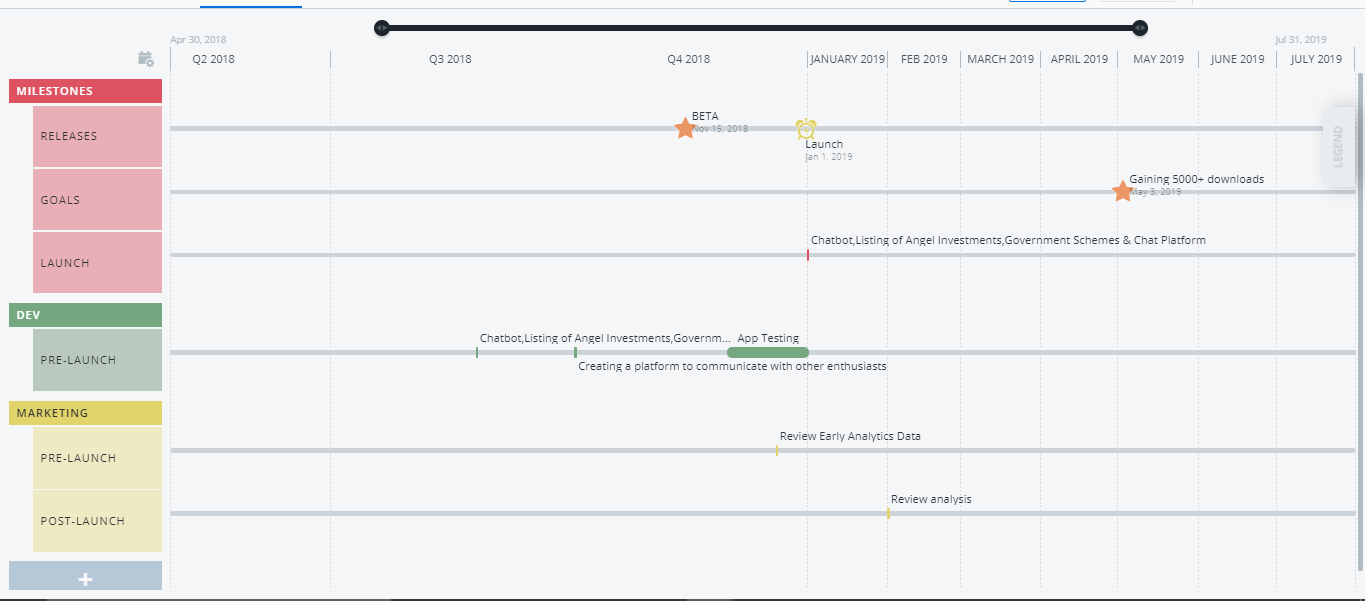 Apr 30, 2018
Jul 31, 2019
Q2 2018 Q3 2018 Q4 2018 JANUARY 2019 FEB 2019 MARCH 2019 APRIL 2019 MAY 2019 JUNE 2019 JULY 2019
MILESTONES
RELEASES
BETA
Nov 15, 2018
Launch
Jan 1, 2019
LEGEND
GOALS
Gaining 5000+ downloads
May 3, 2019
LAUNCH
Chatbot,Listing of Angel Investments,Government Schemes & Chat Platform
DEV
PRE-LAUNCH
Chatbot,Listing of Angel Investments,Governm... App Testing
Creating a platform to communicate with other enthusiasts
MARKETING
PRE-LAUNCH
Review Early Analytics Data
POST-LAUNCH
Review analysis
+